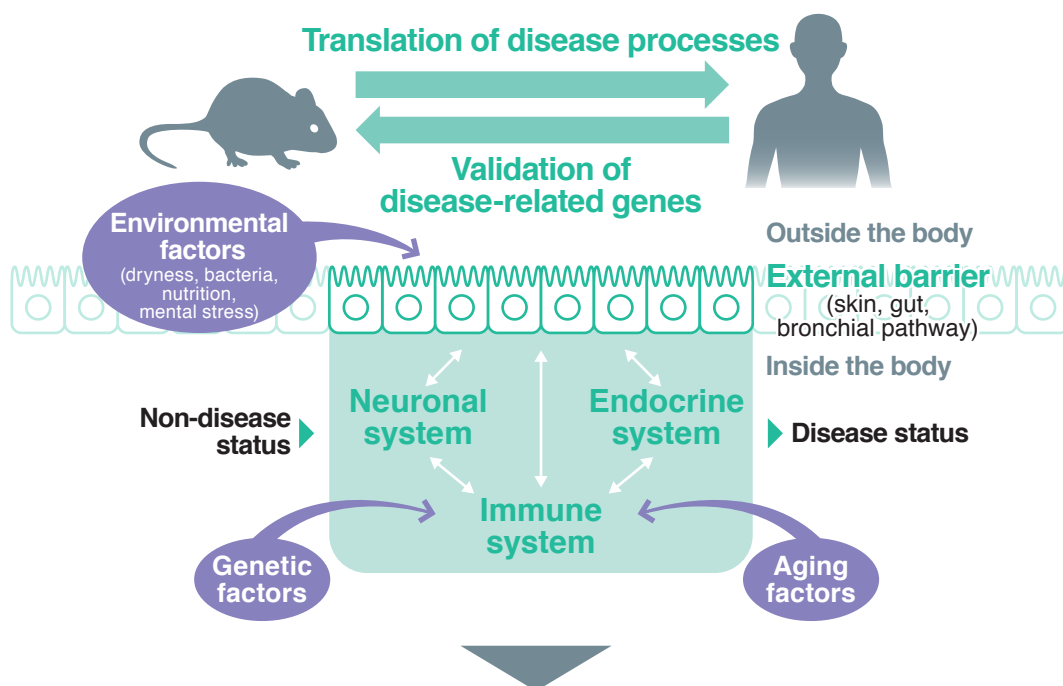 Translation of disease processes
Validation of
disease-related genes
Environmental
factors
(dryness, bacteria,
nutrition,
mental stress)
Outside the body
External barrier
(skin, gut,
bronchial pathway)
Inside the body
Neuronal
system
Endocrine
system
Non-disease
status
Disease status
Immune
system
Genetic
factors
Aging
factors